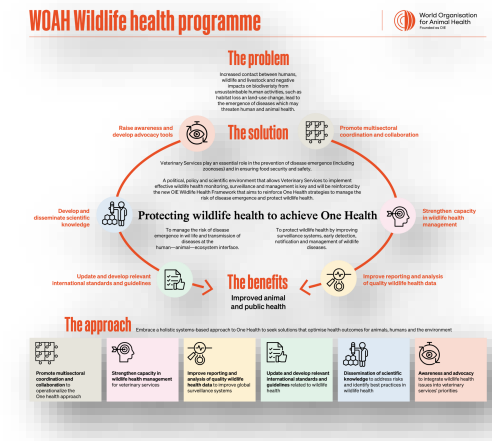 WOAH Wildlife health programme
World Organisation
for Animal Health
Founded as OIE
The problem
Increased contact between humans,
wildlife and livestock and negative
impacts on biodiversity from
unsustainable human activities, such as
habitat loss an land-use change, lead to
the emergence of diseases which may
threaten human and animal health.
Raise awareness and
develop advocacy tools
The solution
Promote multisectoral
coordination and collaboration
Veterinary Services play an essential role in the prevention of disease emergence (including
zoonoses) and in ensuring food security and safety.
A political, policy and scientific environment that allows Veterinary Services to implement
effective wildlife health monitoring, surveillance and management is key and will be reinforced by
the new OIE Wildlife Health Framework that aims to reinforce One Health strategies to manage the
risk of disease emergence and protect wildlife health.
Develop and
disseminate scientific
knowledge
Protecting wildlife health to achieve One Health
Strengthen capacity
in wildlife health
management
To manage the risk of disease
emergence in wildlife and transmission of
diseases at the
human—animal—ecosystem interface.
To protect wildlife health by improving
surveillance systems, early detection,
notification and management of wildlife
diseases.
Update and develop relevant
international standards and guidelines
The benefits
Improved animal
and public health
Improve reporting and analysis
of quality wildlife health data
The approach
Embrace a holistic systems-based approach to One Health to seek solutions that optimise health outcomes for animals, humans and the environment
Promote multisectoral
coordination and
collaboration to
operationalize the
One Health approach
Strengthen capacity in
wildlife health management
for veterinary services
Improve reporting and
analysis of quality wildlife
health data to improve global
surveillance systems
Update and develop relevant
international standards and
guidelines related to wildlife
health
Dissemination of scientific
knowledge to address risks
and identify best practices in
wildlife health
Awareness and advocacy
to integrate wildlife health
issues into veterinary
services' priorities